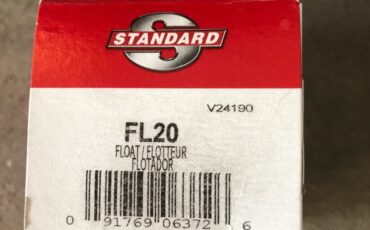 STANDARD
V24190
FL20
FLOAT/FLOTTEUR
FLOTADOR
0 91769 06372 6